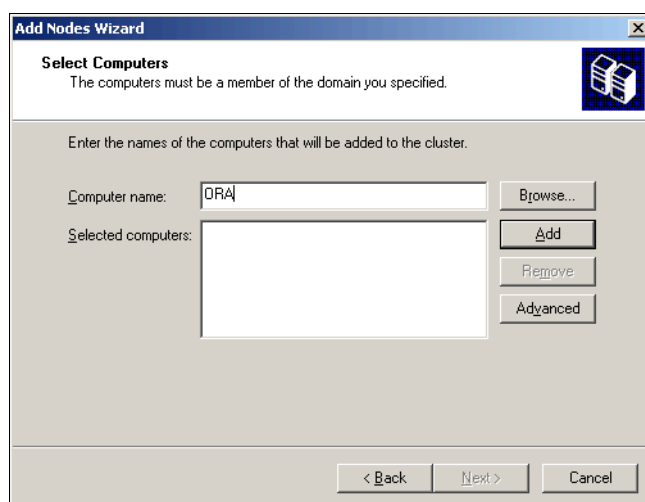 Add Nodes Wizard
Select Computers
The computers must be a member of the domain you specified.
Enter the names of the computers that will be added to the cluster.
Computer name:
ORA
Browse...
Selected computers:
Add
Remove
Advanced
< Back
Next >
Cancel